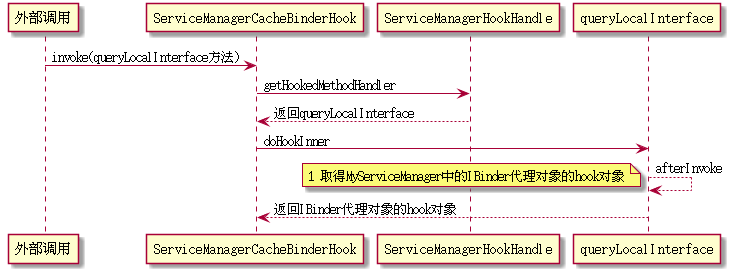 外部调用 ServiceManagerCacheBinderHook ServiceManagerHookHandle queryLocalInterface
invoke(queryLocalInterface方法)
getHookedMethodHandler
返回queryLocalInterface
doHookInner
afterInvoke
1 取得MyServiceManager中的IBinder代理对象的hook对象
返回IBinder代理对象的hook对象
外部调用 ServiceManagerCacheBinderHook ServiceManagerHookHandle queryLocalInterface